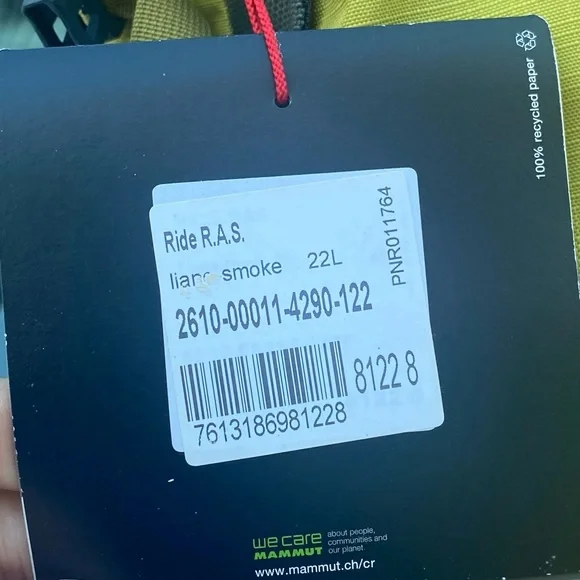 100% recycled paper
Ride R.A.S.
smoke 22L
PNR011764
2610-00011-4290-122
8122 8
7613186981228
we care
MAMMUT
about people,
communities and
our planet.
www.mammut.ch/cr